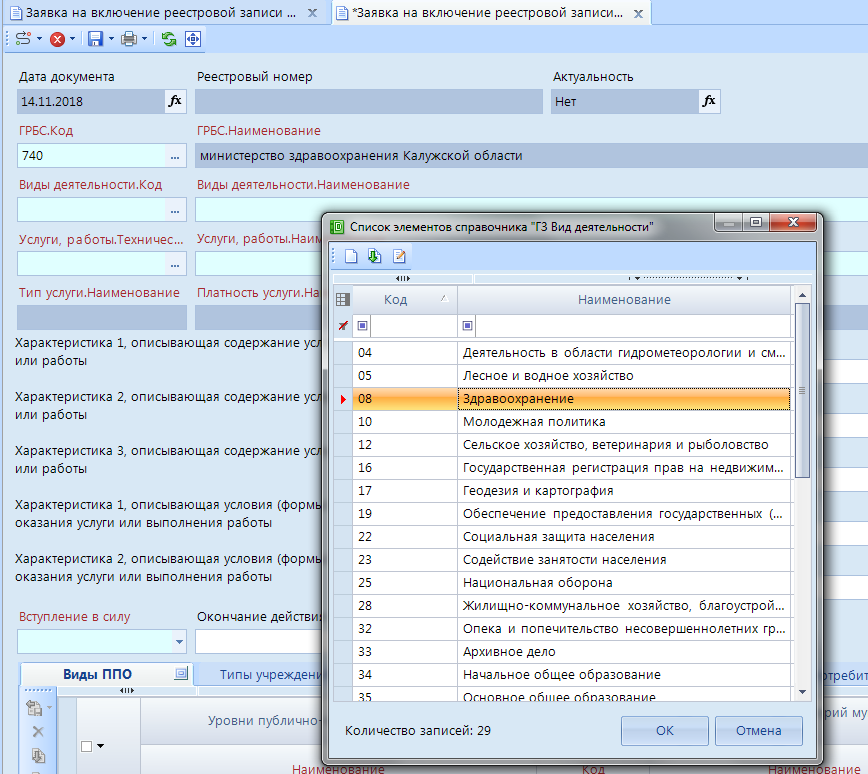 Заявка на включение реестровой записи ...
*Заявка на включение реестровой записи...
Дата документа
Реестровый номер
Актуальность
14.11.2018
fx
Нет
fx
ГРБС.Код
ГРБС.Наименование
740
...
министерство здравоохранения Калужской области
Виды деятельности.Код
Виды деятельности.Наименование
...
Услуги, работы.Техничес...
Услуги, работы.Наим
...
Тип услуги.Наименование
Платность услуги.На
Характеристика 1, описывающая содержание усл
или работы
Характеристика 2, описывающая содержание усл
или работы
Характеристика 3, описывающая содержание усл
или работы
Характеристика 1, описывающая условия (формы
оказания услуги или выполнения работы
Характеристика 2, описывающая условия (формы
оказания услуги или выполнения работы
Вступление в силу
Окончание действия
Виды ППО
Типы учреждени
отребит
Уровни публично-
рий му
Наименование
Код
Наименование
Список элементов справочника "ГЗ Вид деятельности"
Код
Наименование
04 Деятельность в области гидрометеорологии и см...
05 Лесное и водное хозяйство
08 Здравоохранение
10 Молодежная политика
12 Сельское хозяйство, ветеринария и рыболовство
16 Государственная регистрация прав на недвижим...
17 Геодезия и картография
19 Обеспечение предоставления государственных (...
22 Социальная защита населения
23 Содействие занятости населения
25 Национальная оборона
28 Жилищно-коммунальное хозяйство, благоустрой...
32 Опека и попечительство несовершеннолетних гр...
33 Архивное дело
34 Начальное общее образование
35 Основное общее образование
Количество записей: 29
ОК
Отмена